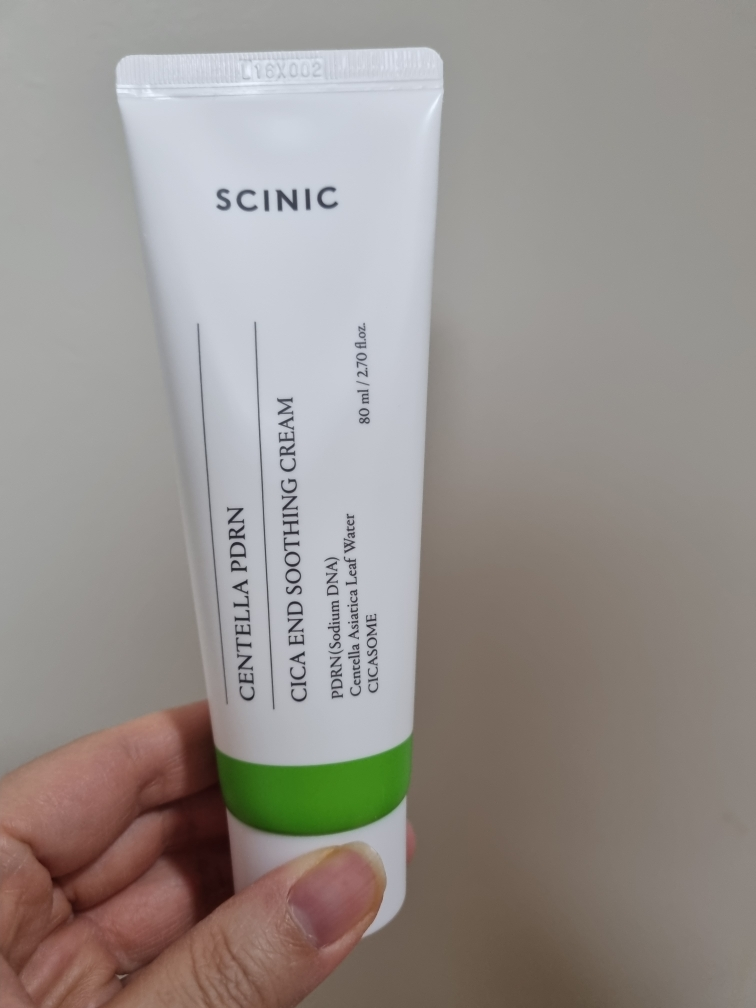 L16X002
SCINIC
CENTELLA PDRN
CICA END SOOTHING CREAM
PDRN(Sodium DNA)
Centella Asiatica Leaf Water
CICASOME
80 ml / 2.70 fl.oz.